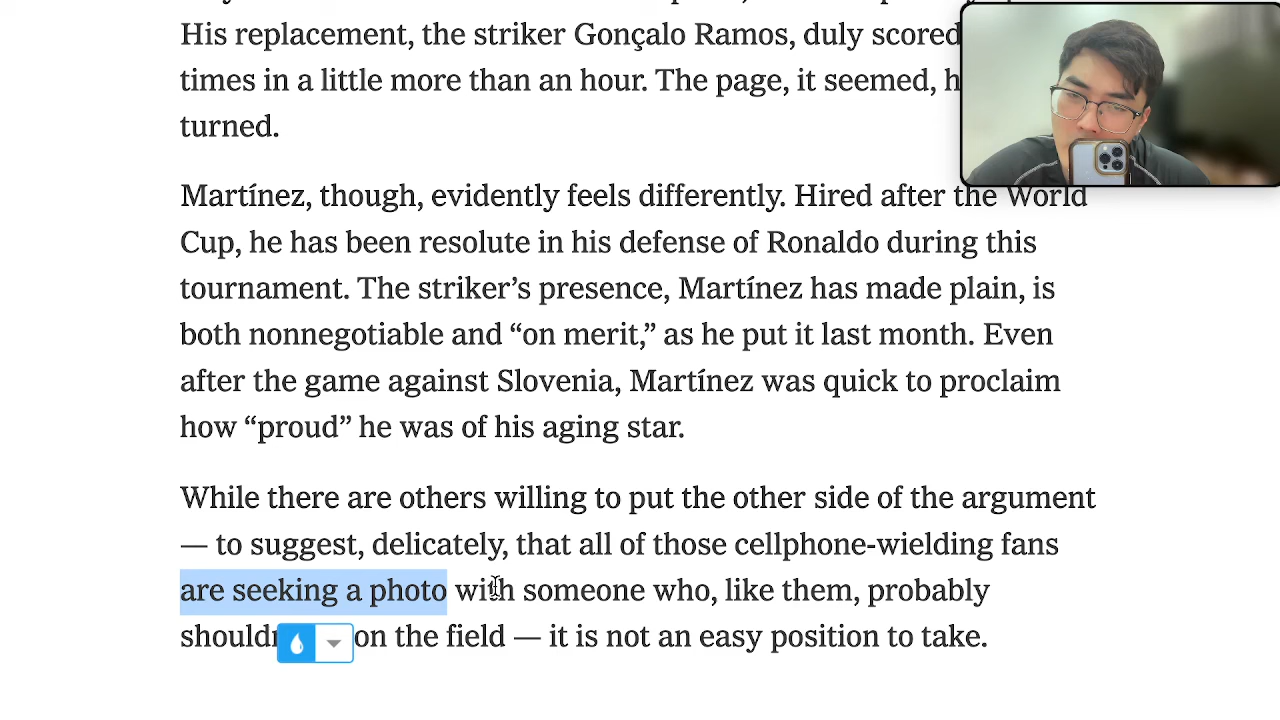 His replacement, the striker Gonçalo Ramos, duly scored
times in a little more than an hour. The page, it seemed, h
turned.
Martínez, though, evidently feels differently. Hired after the World
Cup, he has been resolute in his defense of Ronaldo during this
tournament. The striker’s presence, Martínez has made plain, is
both nonnegotiable and “on merit,” as he put it last month. Even
after the game against Slovenia, Martínez was quick to proclaim
how “proud” he was of his aging star.
While there are others willing to put the other side of the argument
— to suggest, delicately, that all of those cellphone-wielding fans
are seeking a photo with someone who, like them, probably
should on the field — it is not an easy position to take.